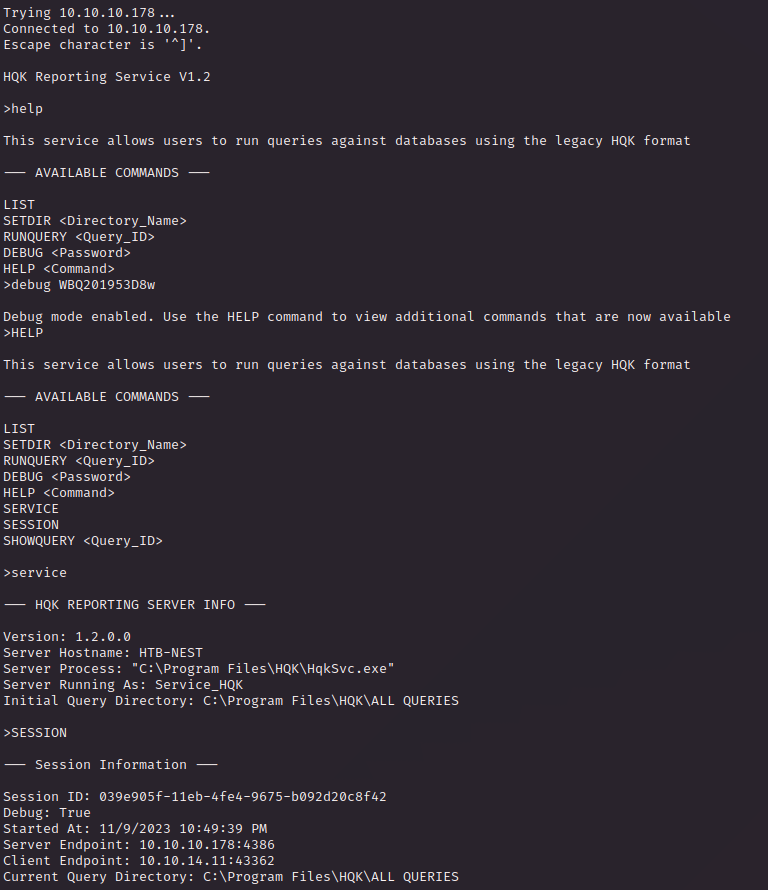 Trying 10.10.10.178...
Connected to 10.10.10.178.
Escape character is '^]'.
HQK Reporting Service V1.2
>help
This service allows users to run queries against databases using the legacy HQK format
--- AVAILABLE COMMANDS ---
LIST
SETDIR <Directory_Name>
RUNQUERY <Query_ID>
DEBUG <Password>
HELP <Command>
>debug WBQ201953D8w
Debug mode enabled. Use the HELP command to view additional commands that are now available
>HELP
This service allows users to run queries against databases using the legacy HQK format
--- AVAILABLE COMMANDS ---
LIST
SETDIR <Directory_Name>
RUNQUERY <Query_ID>
DEBUG <Password>
HELP <Command>
SERVICE
SESSION
SHOWQUERY <Query_ID>
>service
--- HQK REPORTING SERVER INFO ---
Version: 1.2.0.0
Server Hostname: HTB-NEST
Server Process: "C:\Program Files\HQK\HqkSvc.exe"
Server Running As: Service_HQK
Initial Query Directory: C:\Program Files\HQK\ALL QUERIES
>SESSION
--- Session Information ---
Session ID: 039e905f-11eb-4fe4-9675-b092d20c8f42
Debug: True
Started At: 11/9/2023 10:49:39 PM
Server Endpoint: 10.10.10.178:4386
Client Endpoint: 10.10.14.11:43362
Current Query Directory: C:\Program Files\HQK\ALL QUERIES